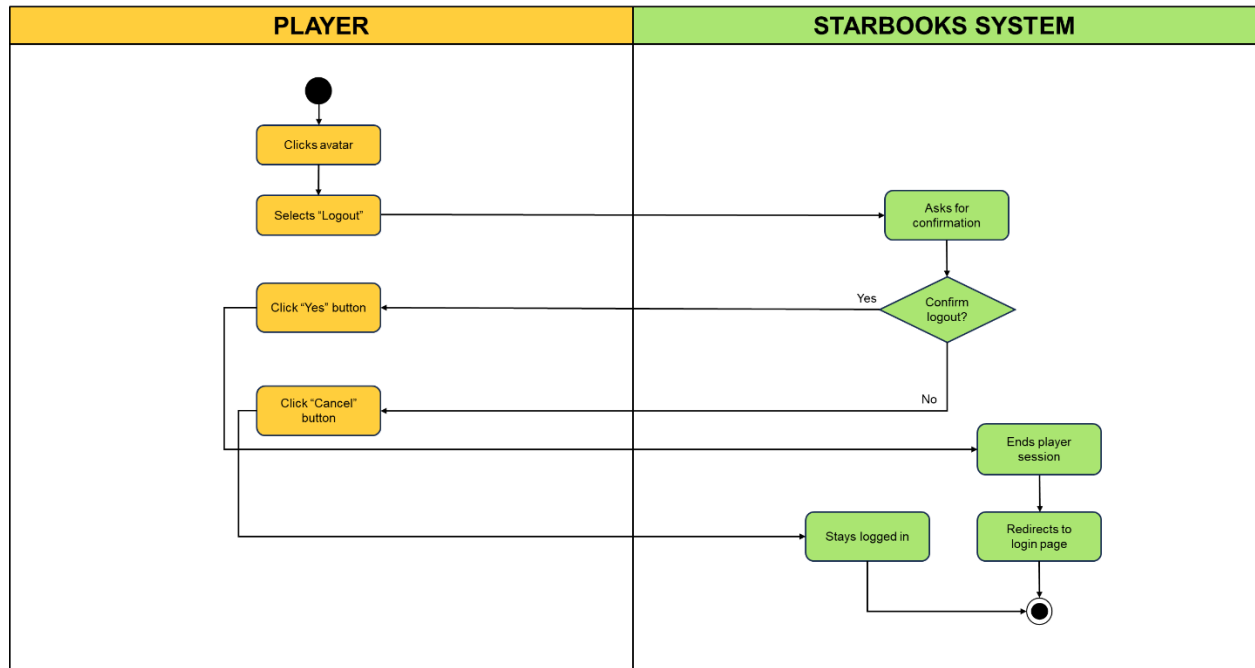 PLAYER
STARBOOKS SYSTEM
Clicks avatar
Selects “Logout”
Asks for
confirmation
Click “Yes” button
Yes
Confirm
logout?
Click “Cancel”
button
No
Ends player
session
Stays logged in
Redirects to
login page